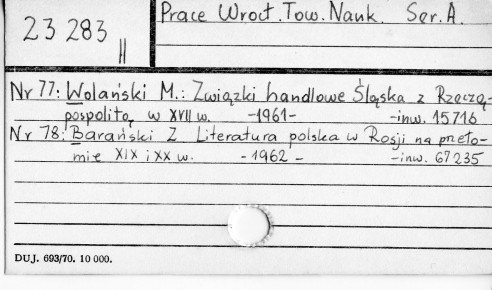 23 283 II
Prace Wrocł. Tow. Nauk. Ser. A.
Nr 77: Wolański M.: Związki handlowe Śląska z Rzeczą-
pospolitą w XVII w. -1961- -inw. 15716
Nr 78: Barański Z. Literatura polska w Rosji na przeło-
mie XIX i XX w. -1962- -inw. 67235
DUJ. 693/70. 10 000.